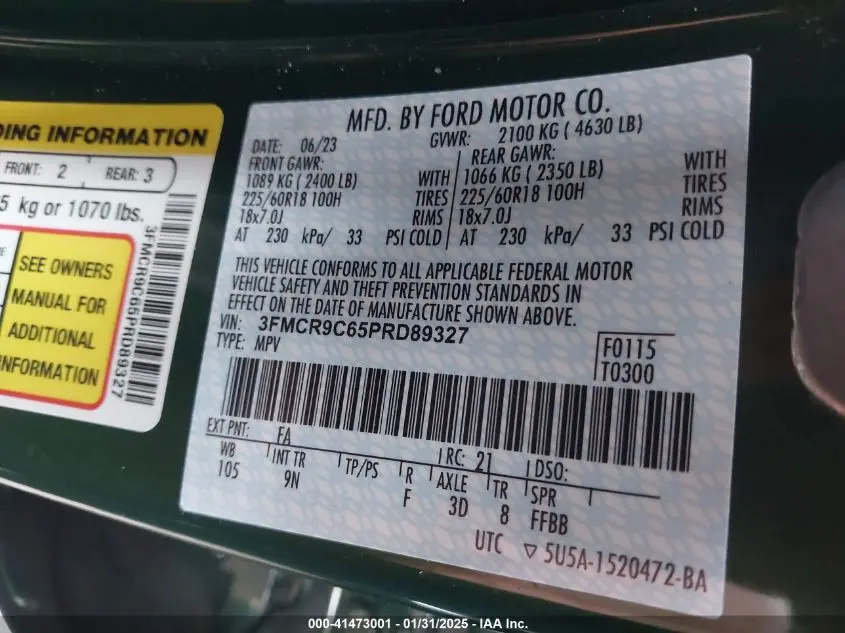 DING INFORMATION
FRONT: 2 REAR: 3
5 kg or 1070 lbs.
SEE OWNERS
MANUAL FOR
ADDITIONAL
INFORMATION
3FMCR9C65PRD89327
MFD. BY FORD MOTOR CO.
DATE: 06/23 GVWR: 2100 KG ( 4630 LB)
FRONT GAWR: REAR GAWR:
1089 KG ( 2400 LB) WITH 1066 KG ( 2350 LB) WITH
225/60R18 100H TIRES 225/60R18 100H TIRES
18x7.0J RIMS 18x7.0J RIMS
AT 230 kPa/ 33 PSI COLD AT 230 kPa/ 33 PSI COLD
THIS VEHICLE CONFORMS TO ALL APPLICABLE FEDERAL MOTOR
VEHICLE SAFETY AND THEFT PREVENTION STANDARDS IN
EFFECT ON THE DATE OF MANUFACTURE SHOWN ABOVE.
VIN: 3FMCR9C65PRD89327
TYPE: MPV
F0115
T0300
EXT PNT: FA RC: 21 DSO:
WB INT TR TP/PS R AXLE TR SPR
105 9N F 3D 8 FFBB
UTC ▽ 5U5A-1520472-BA
000-41473001 - 01/31/2025 - IAA Inc.